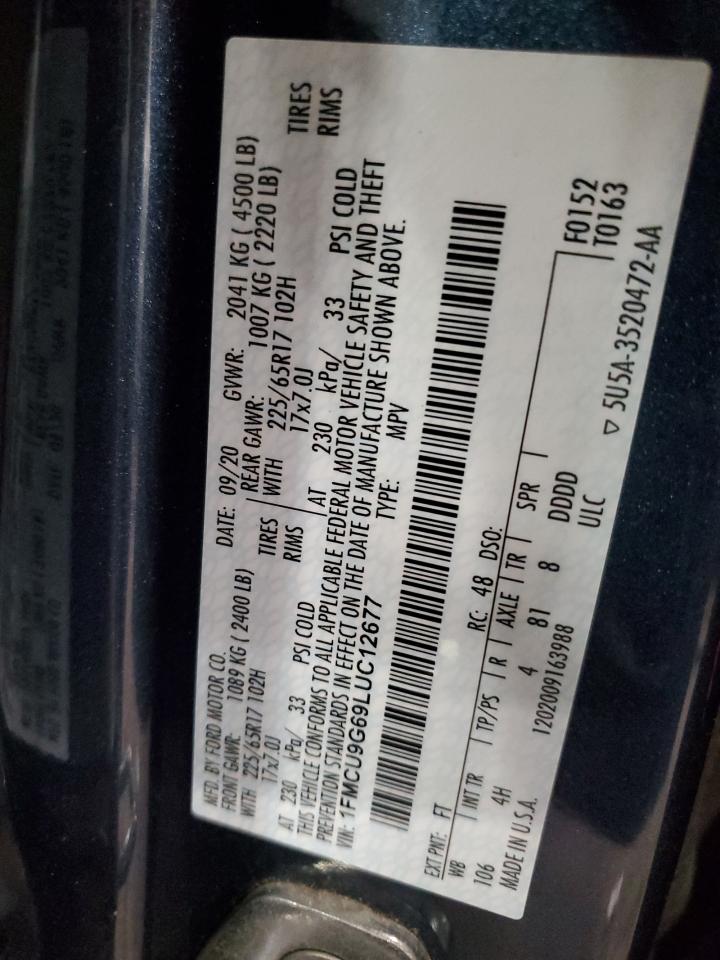 MFD. BY FORD MOTOR CO.
DATE: 09/20 GVWR: 2041 KG ( 4500 LB)
FRONT GAWR: 1089 KG ( 2400 LB)
REAR GAWR: 1007 KG ( 2220 LB)
WITH 225/65R17 102H TIRES
WITH 225/65R17 102H TIRES
17x7.0J RIMS
17x7.0J RIMS
AT 230 kPa/ 33 PSI COLD
AT 230 kPa/ 33 PSI COLD
THIS VEHICLE CONFORMS TO ALL APPLICABLE FEDERAL MOTOR VEHICLE SAFETY AND THEFT
PREVENTION STANDARDS IN EFFECT ON THE DATE OF MANUFACTURE SHOWN ABOVE.
VIN: 1FMCU9G69LUC12677 TYPE: MPV
EXT PNT: FT RC: 48 DSO:
WB INT TR TP/PS R AXLE TR SPR
F0152
T0163
106 4H 4 81 8 DDDD
MADE IN U.S.A. 1202009163988 ULC
▽ 5U5A-3520472-AA